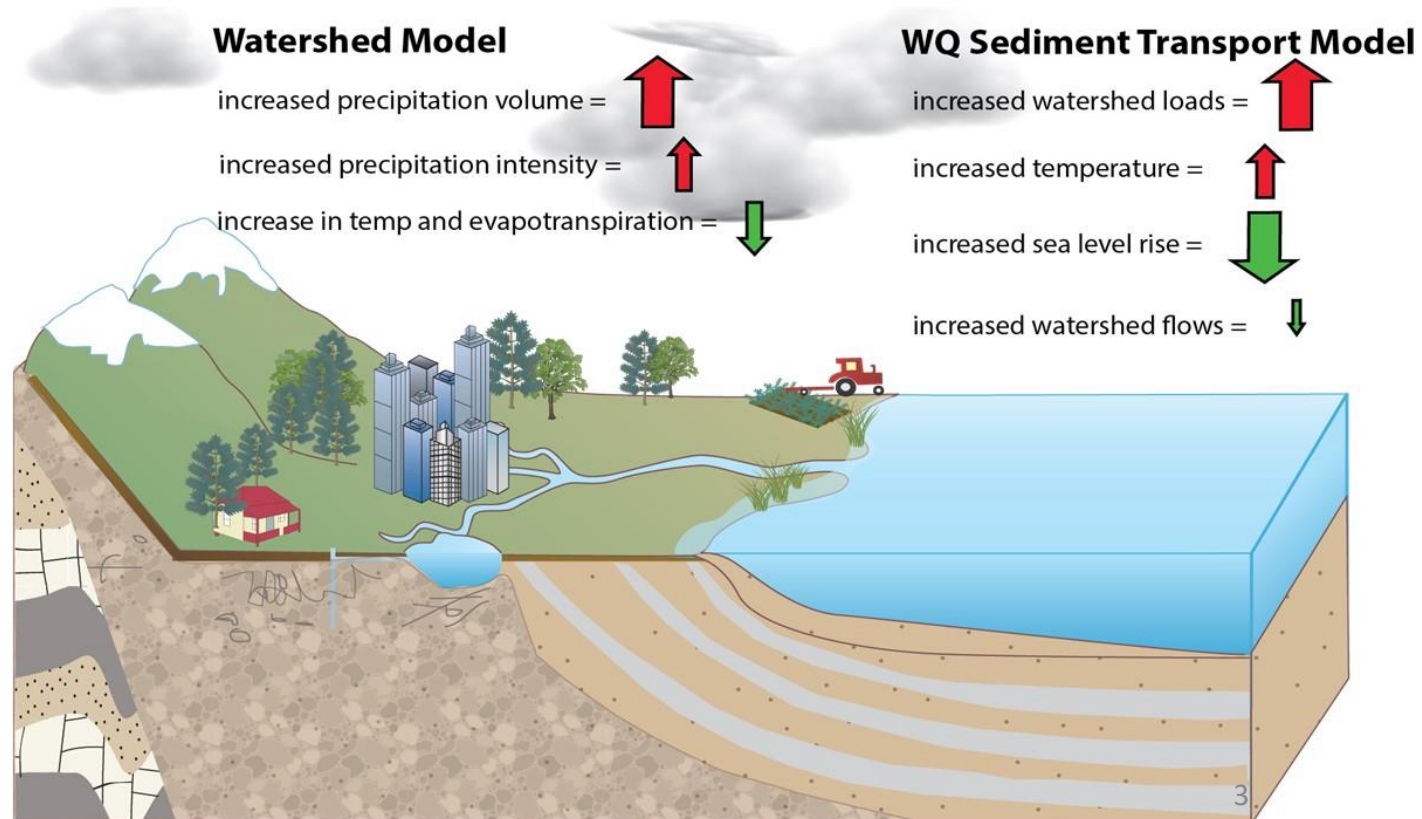 Watershed Model
increased precipitation volume =
increased precipitation intensity =
increase in temp and evapotranspiration =
WQ Sediment Transport Model
increased watershed loads =
increased temperature =
increased sea level rise =
increased watershed flows =
3